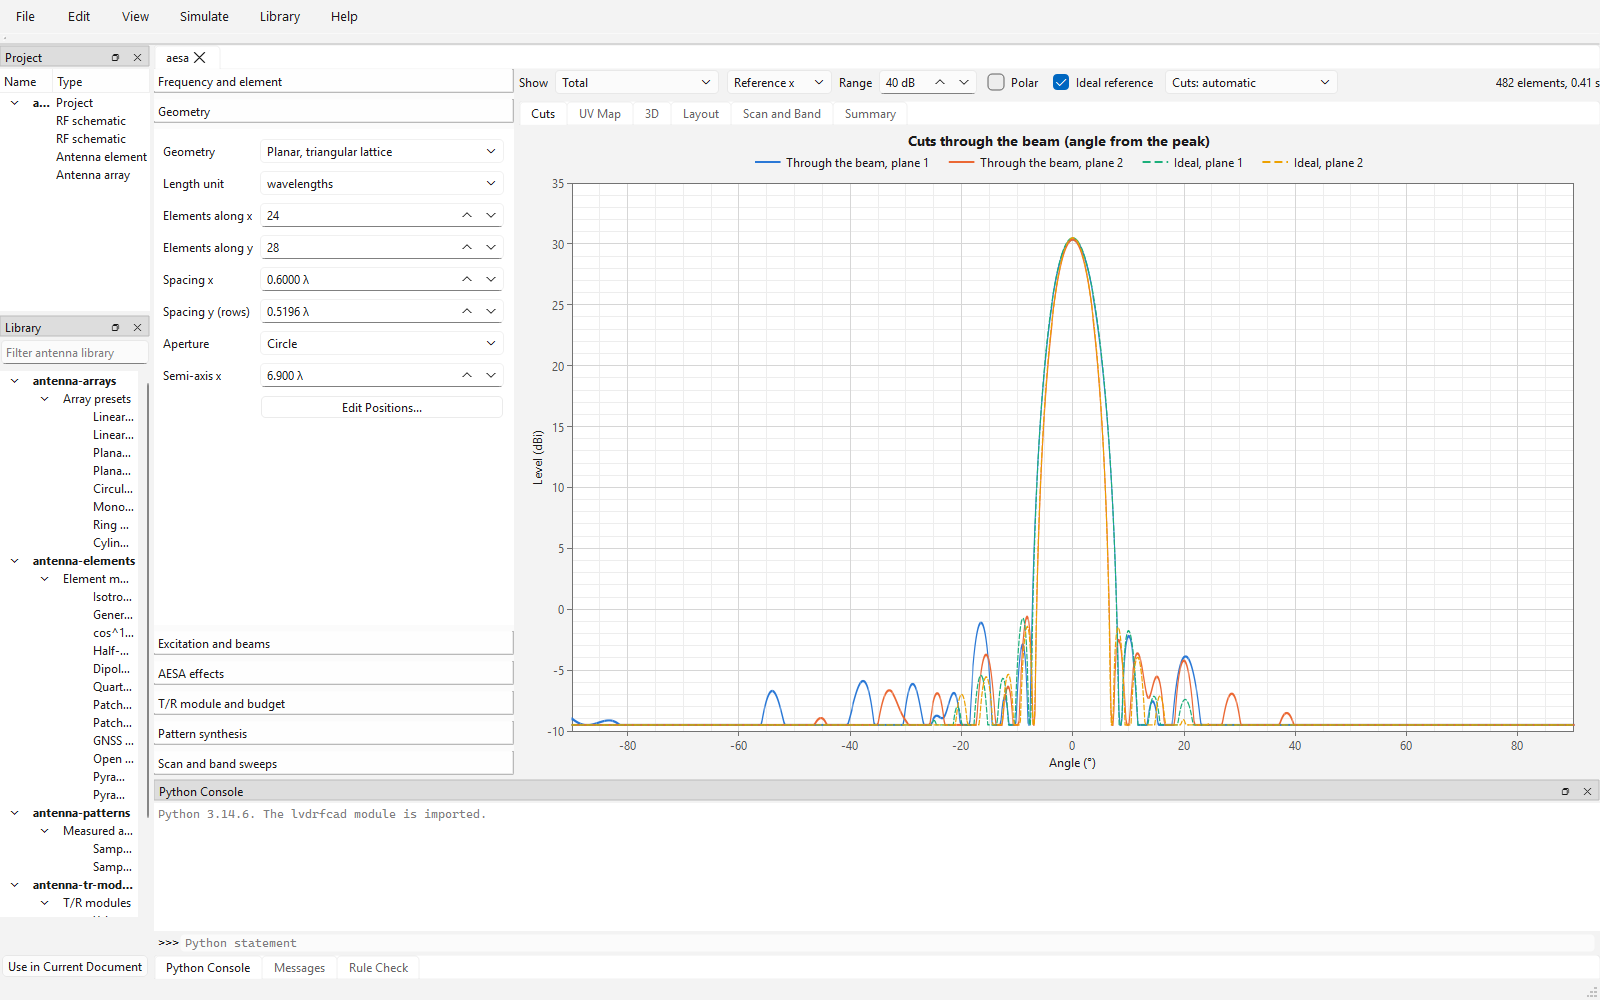 File Edit View Simulate Library Help
Project
Name Type
a... Project
RF schematic
RF schematic
Antenna element
Antenna array
Library
Filter antenna library
antenna-arrays
Array presets
Linear...
Linear...
Plana...
Plana...
Circul...
Mono...
Ring ...
Cylin...
antenna-elements
Element m...
Isotro...
Gener...
cos^1...
Half-...
Dipol...
Quart...
Patch...
Patch...
GNSS ...
Open ...
Pyra...
Pyra...
antenna-patterns
Measured a...
Samp...
Samp...
antenna-tr-mod...
T/R modules
Use in Current Document
aesa
Frequency and element
Geometry
Geometry Planar, triangular lattice
Length unit wavelengths
Elements along x 24
Elements along y 28
Spacing x 0.6000 λ
Spacing y (rows) 0.5196 λ
Aperture Circle
Semi-axis x 6.900 λ
Edit Positions...
Excitation and beams
AESA effects
T/R module and budget
Pattern synthesis
Scan and band sweeps
Show Total Reference x Range 40 dB Polar Ideal reference Cuts: automatic 482 elements, 0.41 s
Cuts UV Map 3D Layout Scan and Band Summary
Cuts through the beam (angle from the peak)
Through the beam, plane 1 Through the beam, plane 2 Ideal, plane 1 Ideal, plane 2
35
30
25
20
15
10
5
0
-5
-10
Level (dBi)
-80 -60 -40 -20 0 20 40 60 80
Angle (°)
Python Console
Python 3.14.6. The lvdrfcad module is imported.
>>> Python statement
Python Console Messages Rule Check